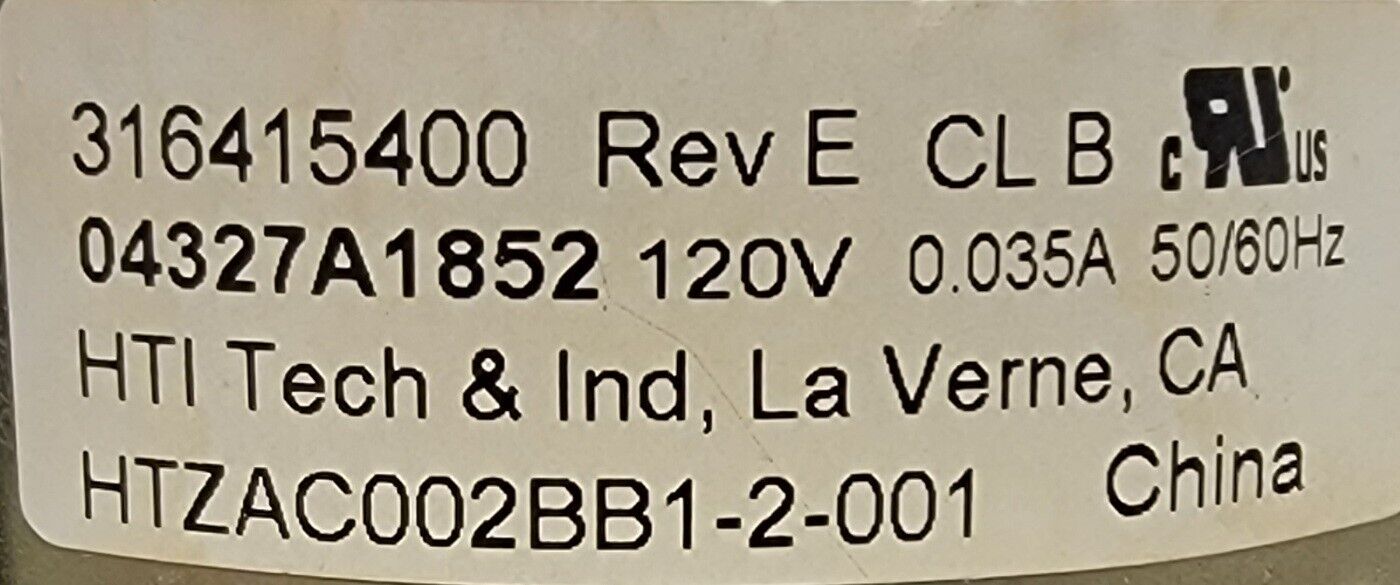 316415400 Rev E CL B c RU us
04327A1852 120V 0.035A 50/60Hz
HTI Tech & Ind, La Verne, CA
HTZAC002BB1-2-001 China